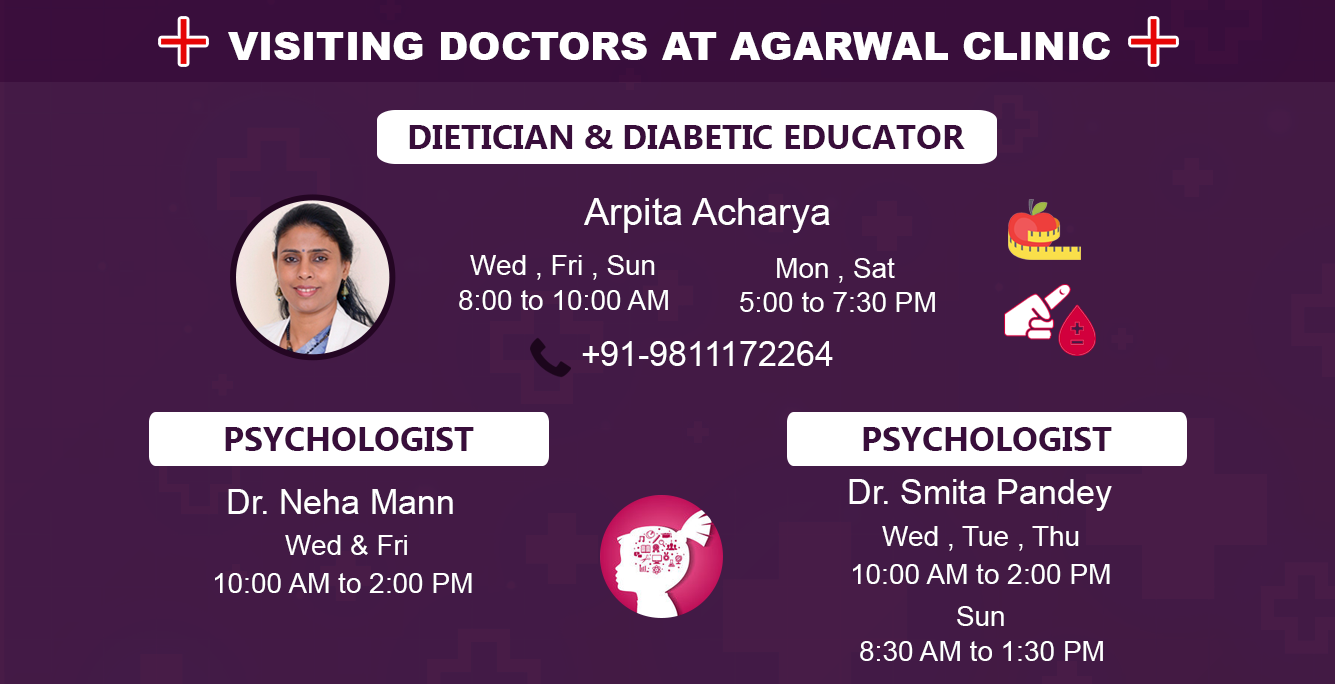 VISITING DOCTORS AT AGARWAL CLINIC
DIETICIAN & DIABETIC EDUCATOR
Arpita Acharya
Wed , Fri , Sun
8:00 to 10:00 AM
Mon , Sat
5:00 to 7:30 PM
+91-9811172264
PSYCHOLOGIST
Dr. Neha Mann
Wed & Fri
10:00 AM to 2:00 PM
PSYCHOLOGIST
Dr. Smita Pandey
Wed , Tue , Thu
10:00 AM to 2:00 PM
Sun
8:30 AM to 1:30 PM